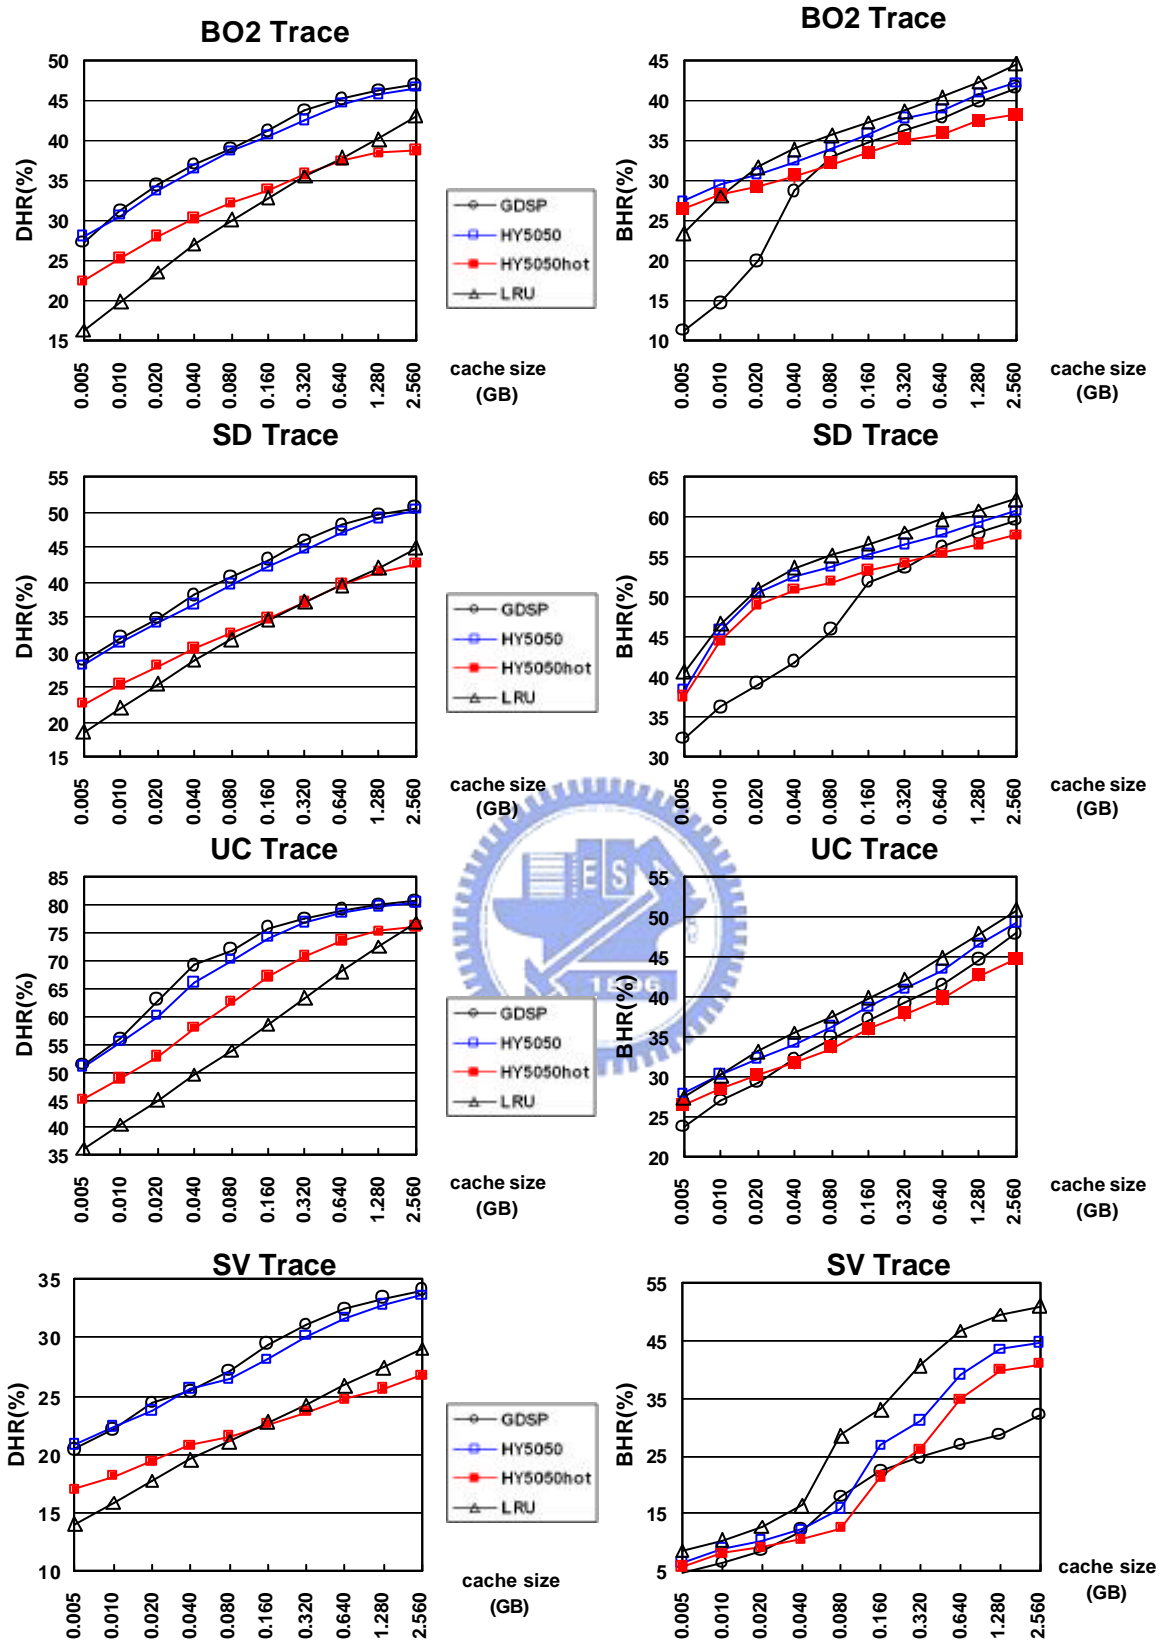 BO2 Trace
50
45
40
35
30
25
20
15
DHR(%)
0.005
0.010
0.020
0.040
0.080
0.160
0.320
0.640
1.280
2.560
cache size
(GB)
GDSP
HY5050
HY5050hot
LRU
BO2 Trace
45
40
35
30
25
20
15
10
BHR(%)
0.005
0.010
0.020
0.040
0.080
0.160
0.320
0.640
1.280
2.560
cache size
(GB)
SD Trace
55
50
45
40
35
30
25
20
15
DHR(%)
0.005
0.010
0.020
0.040
0.080
0.160
0.320
0.640
1.280
2.560
cache size
(GB)
GDSP
HY5050
HY5050hot
LRU
SD Trace
65
60
55
50
45
40
35
30
BHR(%)
0.005
0.010
0.020
0.040
0.080
0.160
0.320
0.640
1.280
2.560
cache size
(GB)
UC Trace
85
80
75
70
65
60
55
50
45
40
35
DHR(%)
0.005
0.010
0.020
0.040
0.080
0.160
0.320
0.640
1.280
2.560
cache size
(GB)
ES
1896
GDSP
HY5050
HY5050hot
LRU
UC Trace
55
50
45
40
35
30
25
20
BHR(%)
0.005
0.010
0.020
0.040
0.080
0.160
0.320
0.640
1.280
2.560
cache size
(GB)
SV Trace
35
30
25
20
15
10
DHR(%)
0.005
0.010
0.020
0.040
0.080
0.160
0.320
0.640
1.280
2.560
cache size
(GB)
GDSP
HY5050
HY5050hot
LRU
SV Trace
55
45
35
25
15
5
BHR(%)
0.005
0.010
0.020
0.040
0.080
0.160
0.320
0.640
1.280
2.560
cache size
(GB)